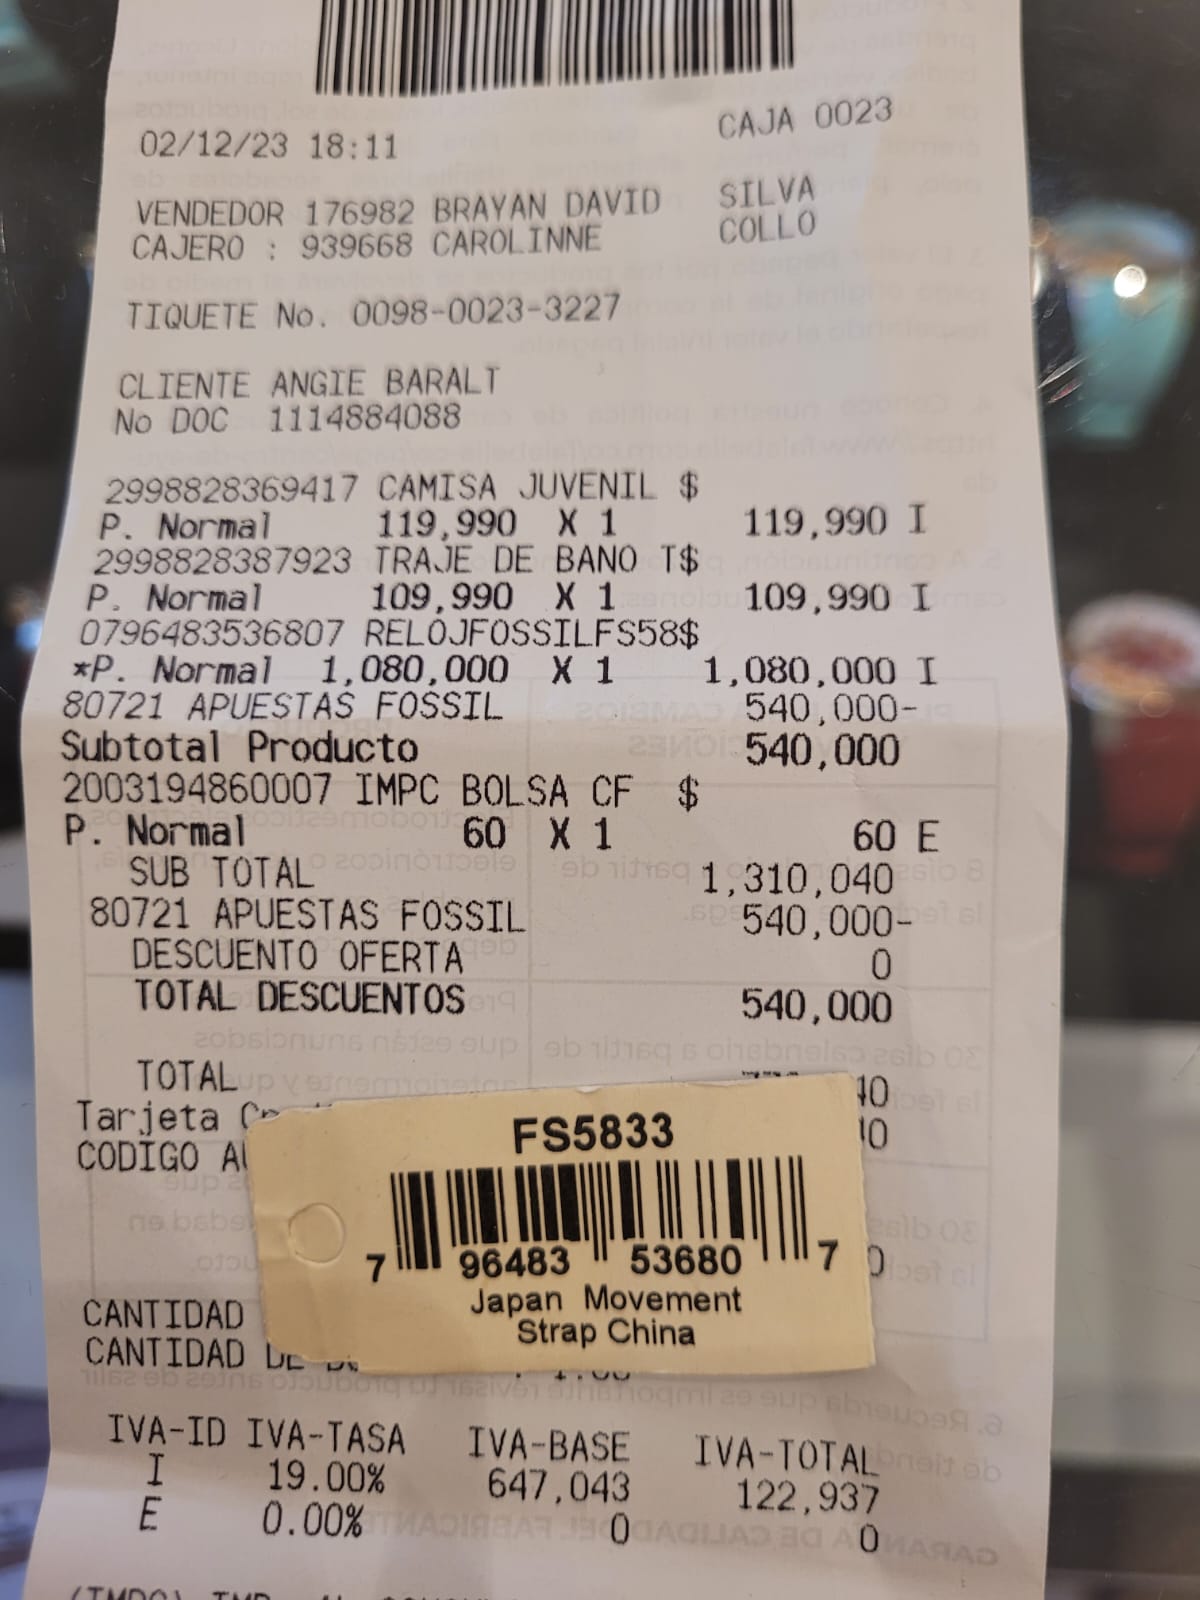 02/12/23 18:11 CAJA 0023
VENDEDOR 176982 BRAYAN DAVID SILVA
CAJERO : 939668 CAROLINNE COLLO
TIQUETE No. 0098-0023-3227
CLIENTE ANGIE BARALT
No DOC 1114884088
2998828369417 CAMISA JUVENIL $
P. Normal 119,990 X 1 119,990 I
2998828387923 TRAJE DE BANO T$
P. Normal 109,990 X 1 109,990 I
0796483536807 RELOJFOSSILFS58$
*P. Normal 1,080,000 X 1 1,080,000 I
80721 APUESTAS FOSSIL 540,000-
Subtotal Producto 540,000
2003194860007 IMPC BOLSA CF $
P. Normal 60 X 1 60 E
SUB TOTAL 1,310,040
80721 APUESTAS FOSSIL 540,000-
DESCUENTO OFERTA 0
TOTAL DESCUENTOS 540,000
TOTAL
Tarjeta
CODIGO
FS5833
7 96483 53680 7
Japan Movement
Strap China
CANTIDAD
CANTIDAD DE
IVA-ID IVA-TASA IVA-BASE IVA-TOTAL
I 19.00% 647,043 122,937
E 0.00% 0 0